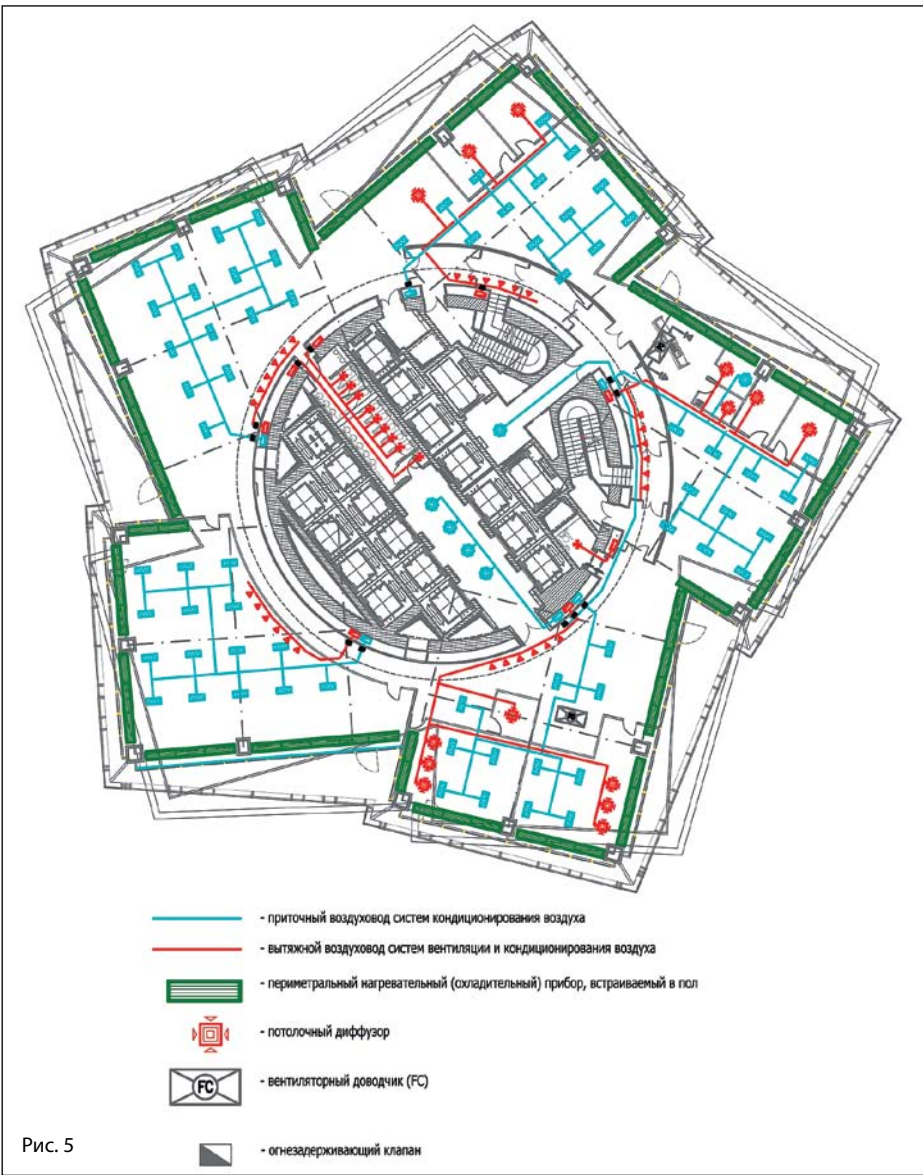 - приточный воздуховод систем кондиционирования воздуха
- вытяжной воздуховод систем вентиляции и кондиционирования воздуха
- периметральный нагревательный (охладительный) прибор, встраиваемый в пол
- потолочный диффузор
FC - вентиляторный доводчик (FC)
- огнезадерживающий клапан
Рис. 5